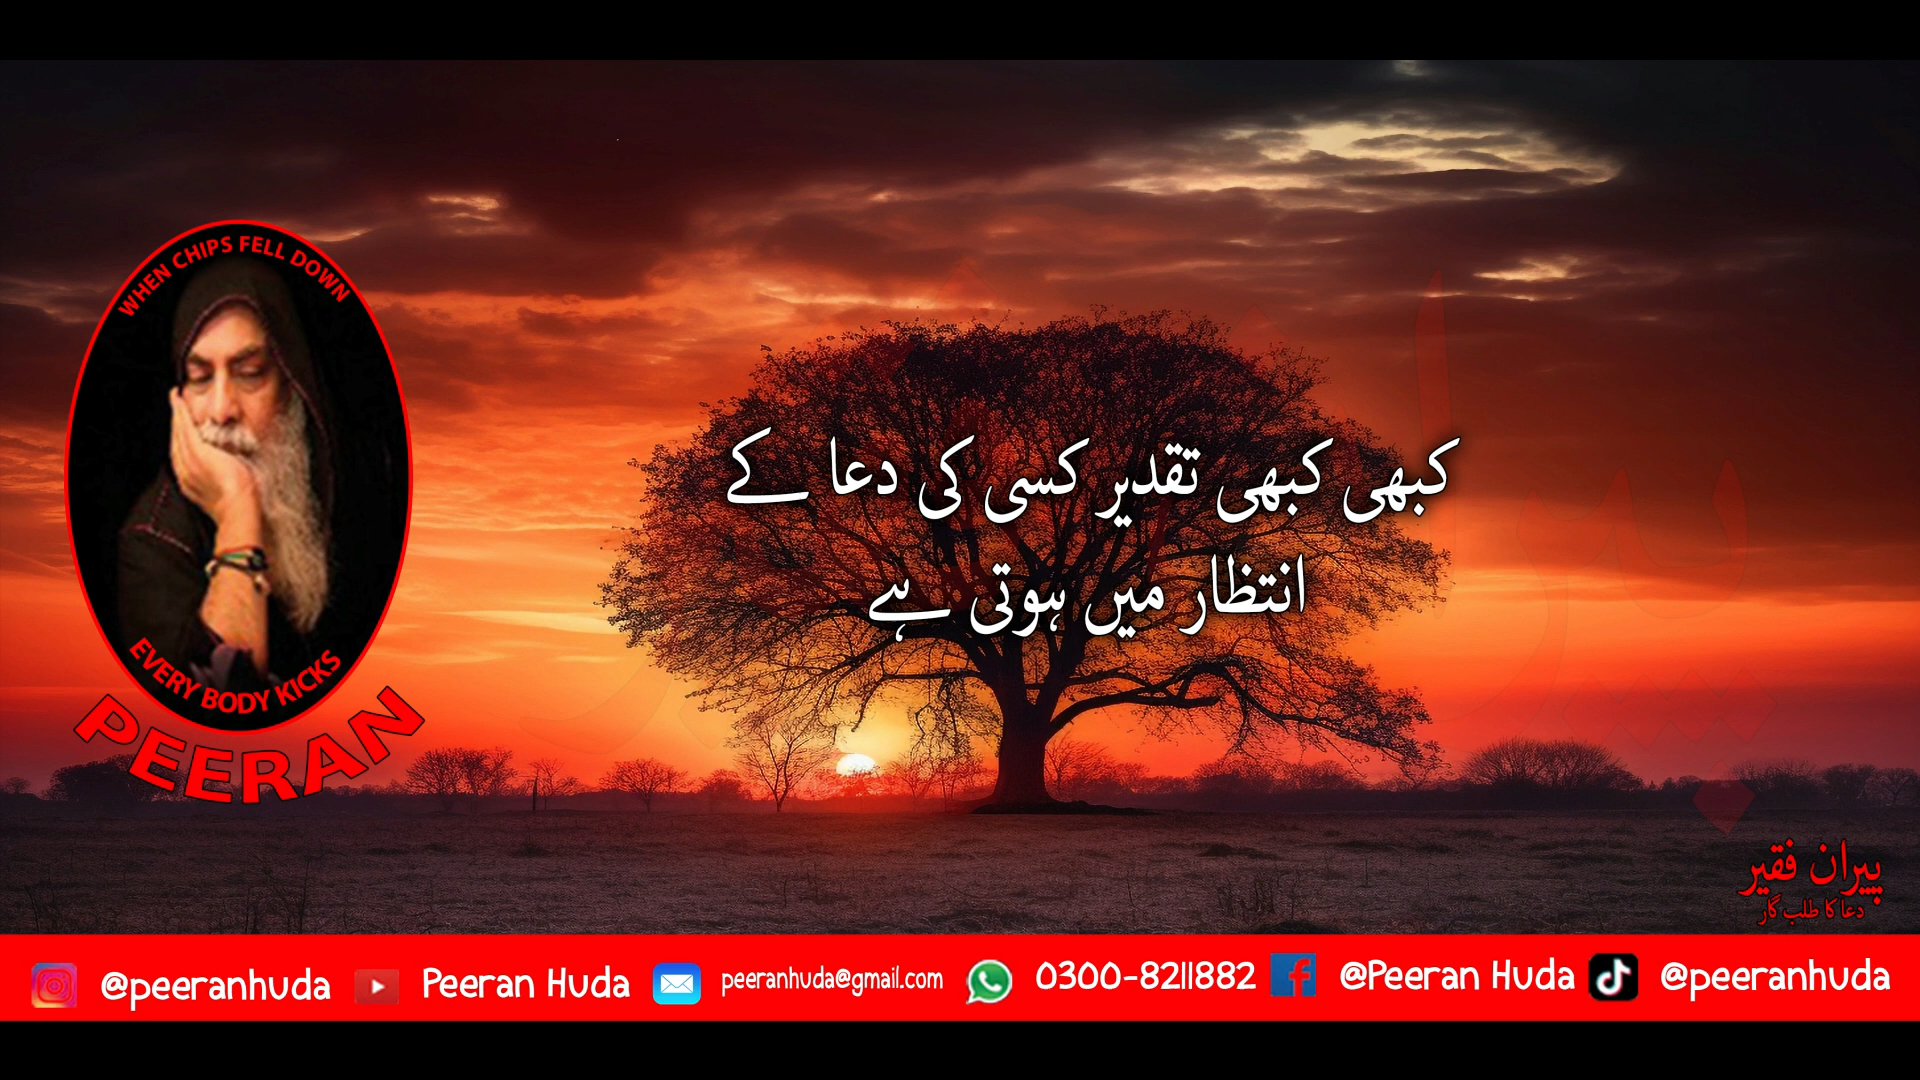 WHEN CHIPS FELL DOWN
EVERY BODY KICKS
PEERAN
کبھی کبھی تقدیر کسی کی دعا کے
انتظار میں ہوتی ہے
پیران فقیر
دعا کا طلب گار
@peeranhuda
Peeran Huda
peeranhuda@gmail.com
0300-8211882
@Peeran Huda
@peeranhuda